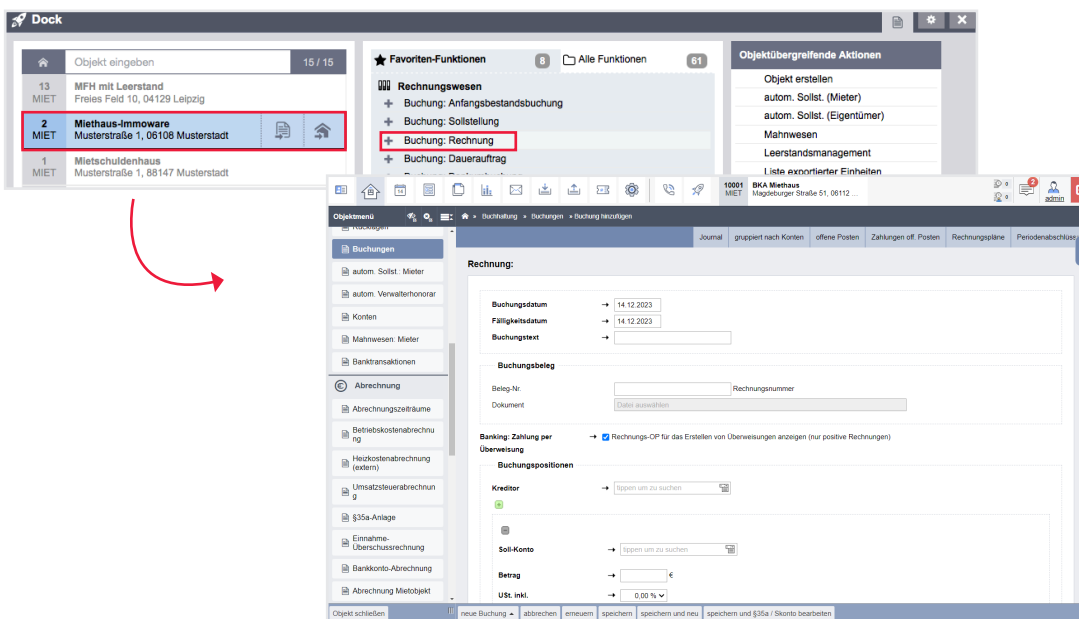 Dock
Objekt eingeben 15 / 15
13 MIET MFH mit Leerstand
Freies Feld 10, 04129 Leipzig
2 MIET Miethaus-Immoware
Musterstraße 1, 06108 Musterstadt
1 MIET Mietschuldenhaus
Musterstraße 1, 88147 Musterstadt
Favoriten-Funktionen 8 Alle Funktionen 61
Rechnungswesen
Buchung: Anfangsbestandsbuchung
Buchung: Sollstellung
Buchung: Rechnung
Buchung: Dauerauftrag
Objektübergreifende Aktionen
Objekt erstellen
autom. Sollst. (Mieter)
autom. Sollst. (Eigentümer)
Mahnwesen
Leerstandsmanagement
Liste exportierter Einheiten
14
10001 MIET BKA Miethaus
Magdeburger Straße 51, 06112 ...
0
0
2
admin
Objektmenü
» Buchhaltung » Buchungen » Buchung hinzufügen
Rücklagen
Buchungen
autom. Sollst.: Mieter
autom. Verwalterhonorar
Konten
Mahnwesen: Mieter
Banktransaktionen
Abrechnung
Abrechnungszeiträume
Betriebskostenabrechnu
ng
Heizkostenabrechnung
(extern)
Umsatzsteuerabrechnun
g
§35a-Anlage
Einnahme-
Überschussrechnung
Bankkonto-Abrechnung
Abrechnung Mietobjekt
Objekt schließen
Journal gruppiert nach Konten offene Posten Zahlungen off. Posten Rechnungspläne Periodenabschlüsse
Rechnung:
Buchungsdatum 14.12.2023
Fälligkeitsdatum 14.12.2023
Buchungstext
Buchungsbeleg
Beleg-Nr. Rechnungsnummer
Dokument Datei auswählen
Banking: Zahlung per
Überweisung
Rechnungs-OP für das Erstellen von Überweisungen anzeigen (nur positive Rechnungen)
Buchungspositionen
Kreditor tippen um zu suchen
Soll-Konto tippen um zu suchen
Betrag €
USt. inkl. 0,00 %
neue Buchung abbrechen erneuern speichern speichern und neu speichern und §35a / Skonto bearbeiten